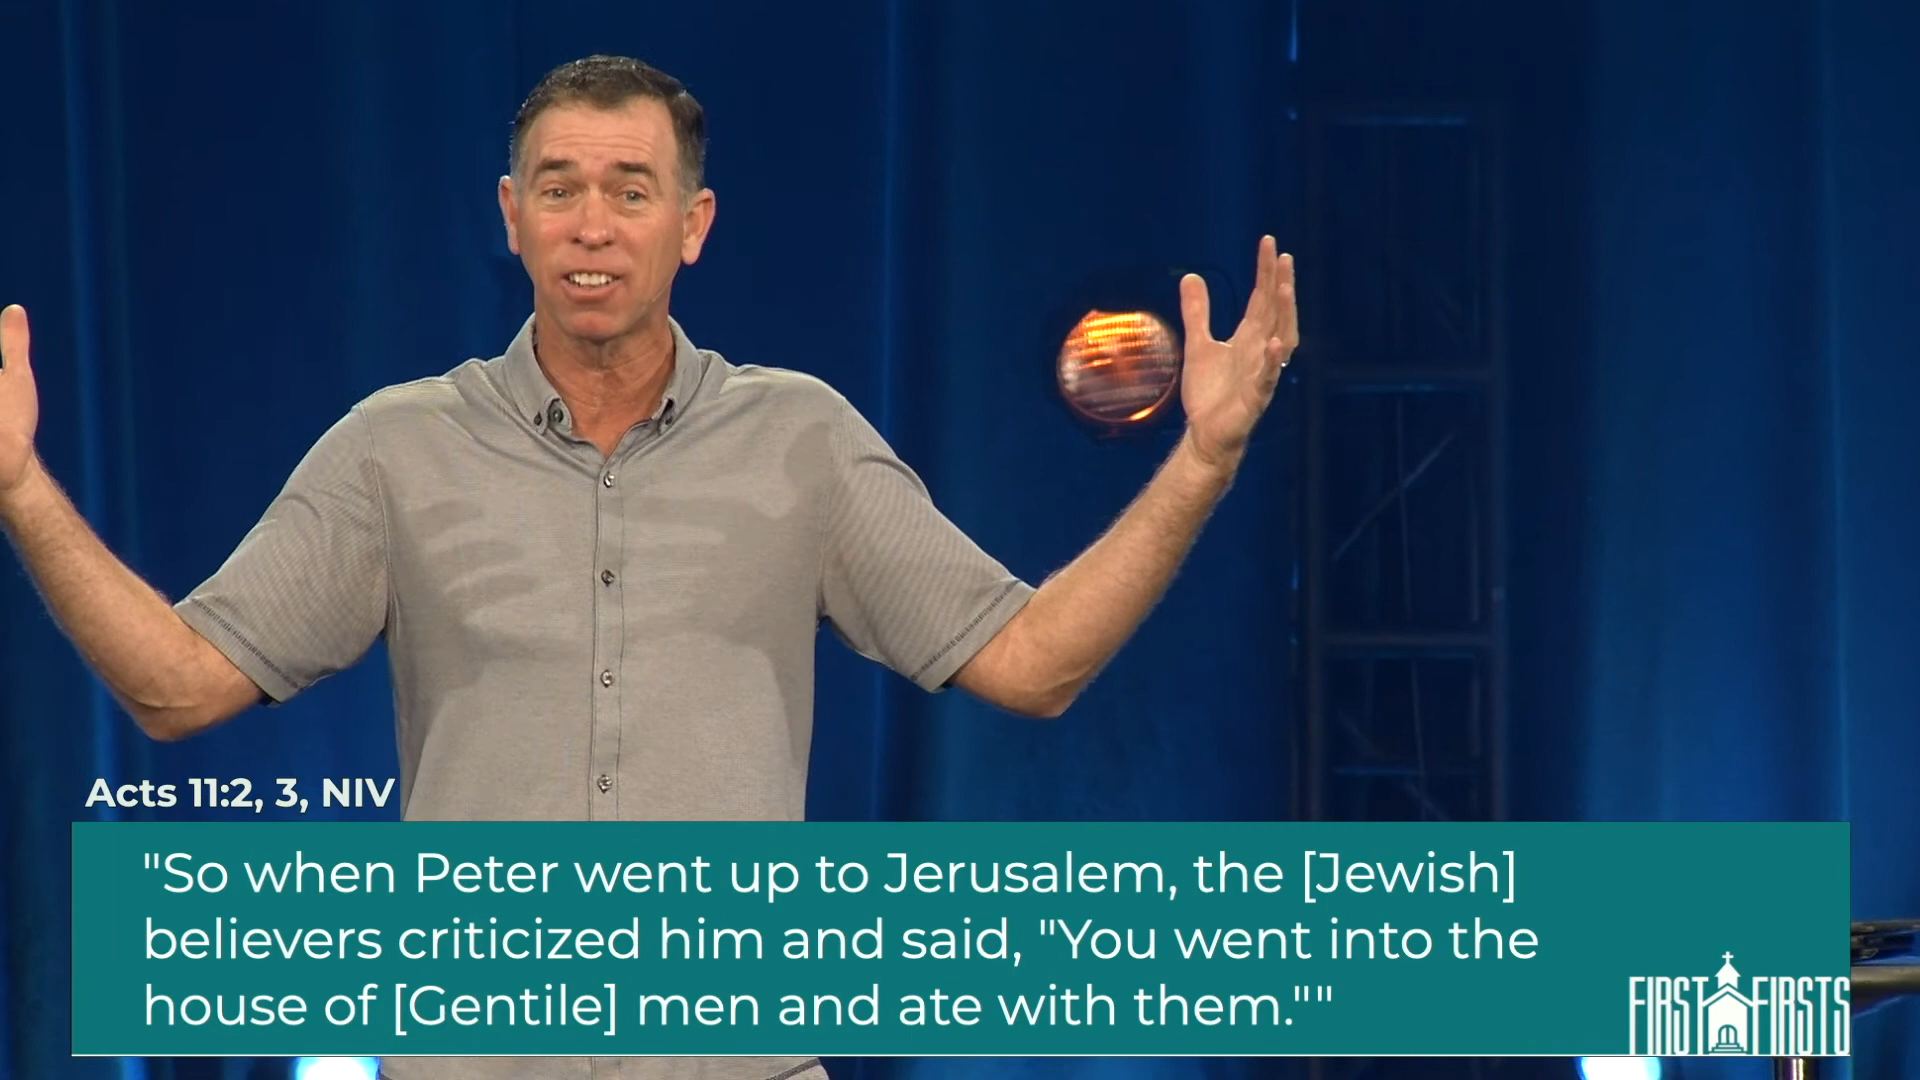 Acts 11:2, 3, NIV
"So when Peter went up to Jerusalem, the [Jewish]
believers criticized him and said, "You went into the
house of [Gentile] men and ate with them.""
FIRST FIRSTS